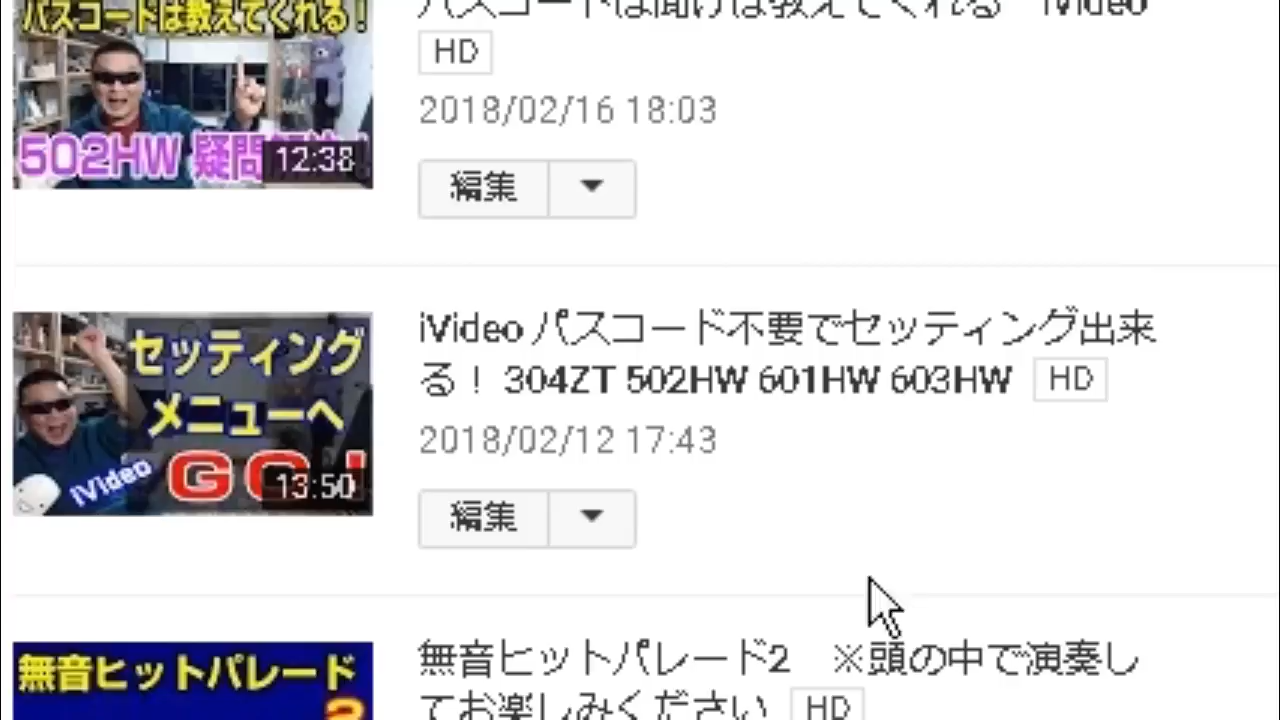 パスコードは教えてくれる！
502HW 疑問
12:38
パスコードは聞けば教えてくれる iVideo
HD
2018/02/16 18:03
編集
セッティング
メニューへ
GO!
iVideo
13:50
iVideo パスコード不要でセッティング出来
る！ 304ZT 502HW 601HW 603HW HD
2018/02/12 17:43
編集
無音ヒットパレード
2
無音ヒットパレード2　※頭の中で演奏し
てお楽しみください HD